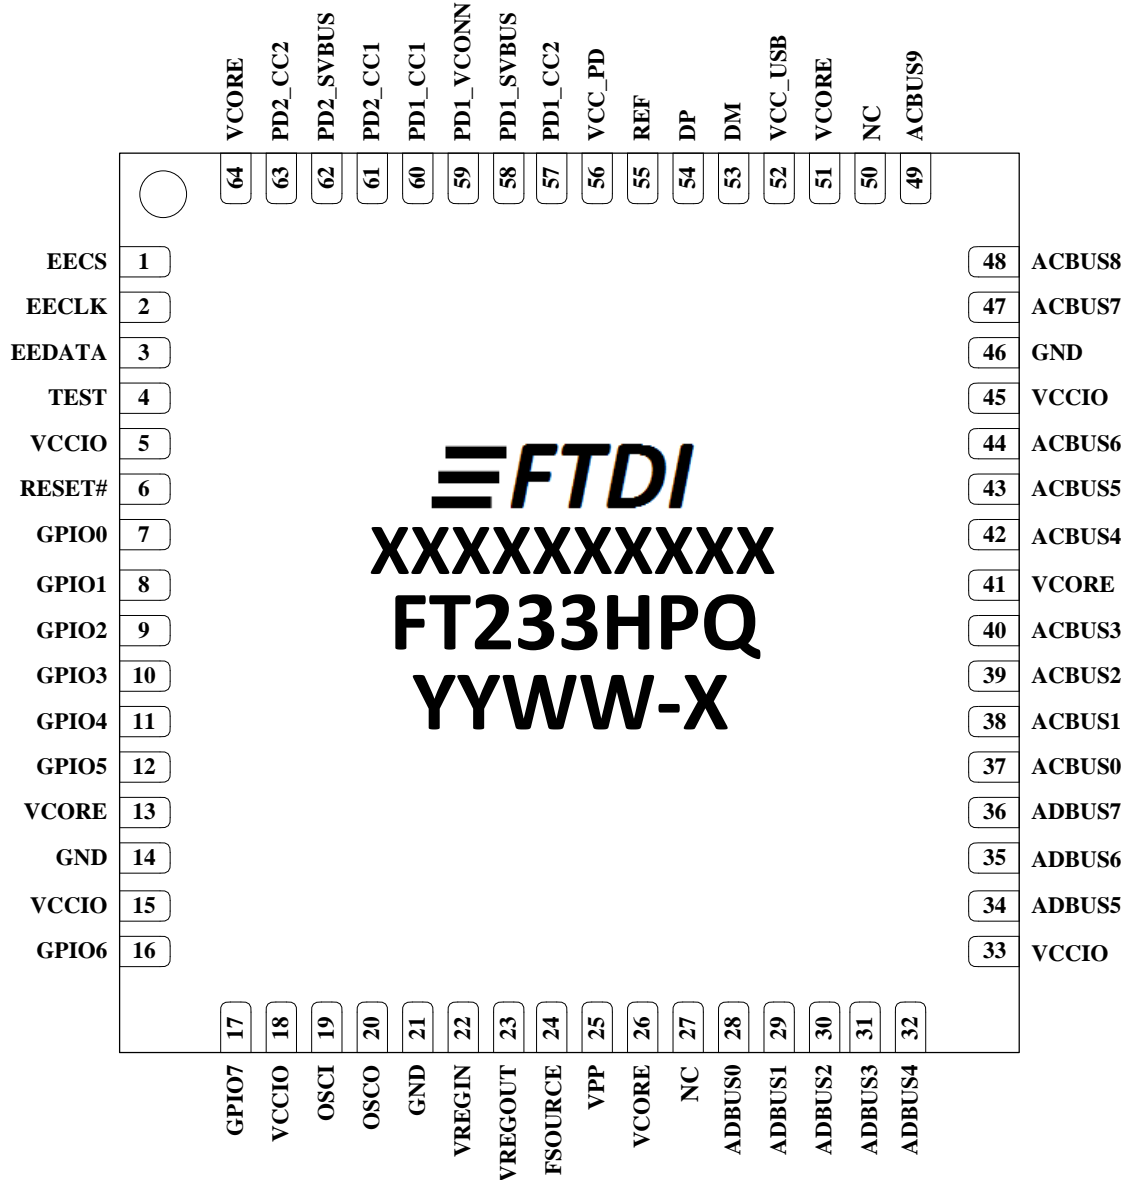 VCORE
PD2_CC2
PD2_SVBUS
PD2_CC1
PD1_CC1
PD1_VCONN
PD1_SVBUS
PD1_CC2
VCC_PD
REF
DP
DM
VCC_USB
VCORE
NC
ACBUS9
64
63
62
61
60
59
58
57
56
55
54
53
52
51
50
49
EECS 1
EECLK 2
EEDATA 3
TEST 4
VCCIO 5
RESET# 6
GPIO0 7
GPIO1 8
GPIO2 9
GPIO3 10
GPIO4 11
GPIO5 12
VCORE 13
GND 14
VCCIO 15
GPIO6 16
FTDI
XXXXXXXXXX
FT233HPQ
YYWW-X
48 ACBUS8
47 ACBUS7
46 GND
45 VCCIO
44 ACBUS6
43 ACBUS5
42 ACBUS4
41 VCORE
40 ACBUS3
39 ACBUS2
38 ACBUS1
37 ACBUS0
36 ADBUS7
35 ADBUS6
34 ADBUS5
33 VCCIO
17
18
19
20
21
22
23
24
25
26
27
28
29
30
31
32
GPIO7
VCCIO
OSCI
OSCO
GND
VREGIN
VREGOUT
FSOURCE
VPP
VCORE
NC
ADBUS0
ADBUS1
ADBUS2
ADBUS3
ADBUS4